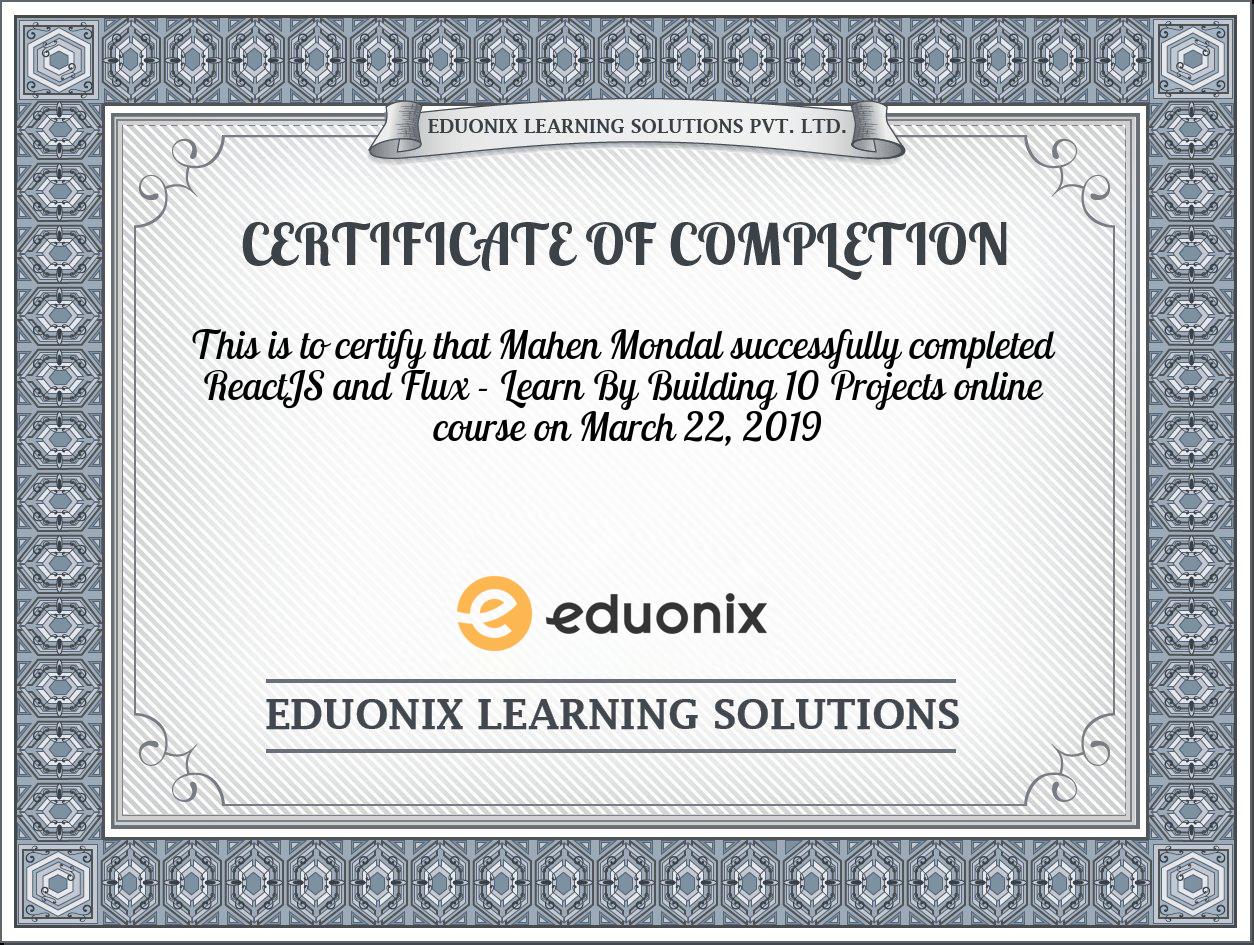 EDUONIX LEARNING SOLUTIONS PVT. LTD.
CERTIFICATE OF COMPLETION
This is to certify that Mahen Mondal successfully completed
ReactJS and Flux - Learn By Building 10 Projects online
course on March 22, 2019
eduonix
EDUONIX LEARNING SOLUTIONS